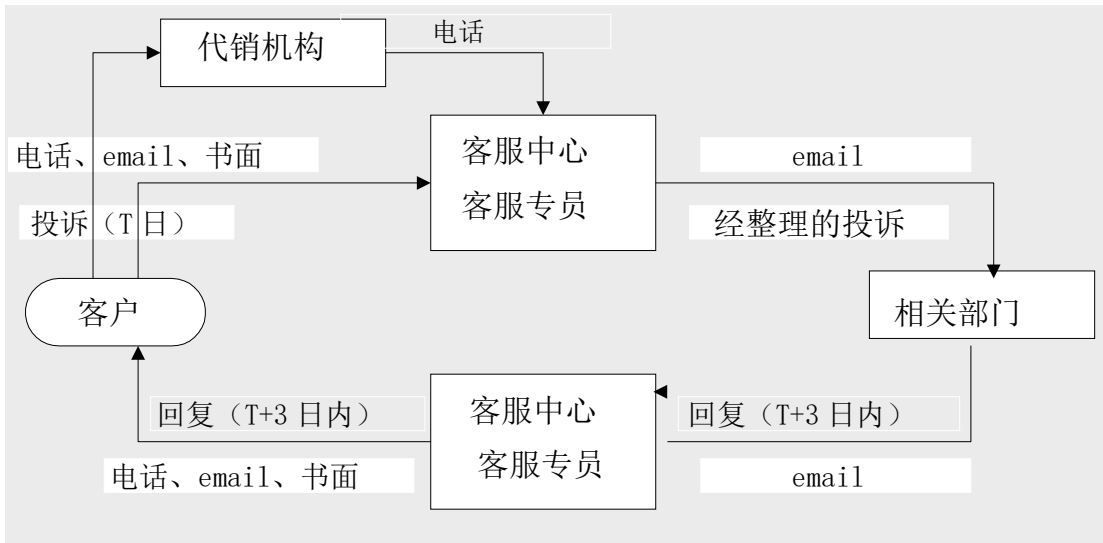 代销机构
电话
电话、email、书面
客服中心
客服专员
email
投诉（T日）
经整理的投诉
客户
相关部门
回复（T+3 日内）
客服中心
客服专员
回复（T+3 日内）
电话、email、书面
email